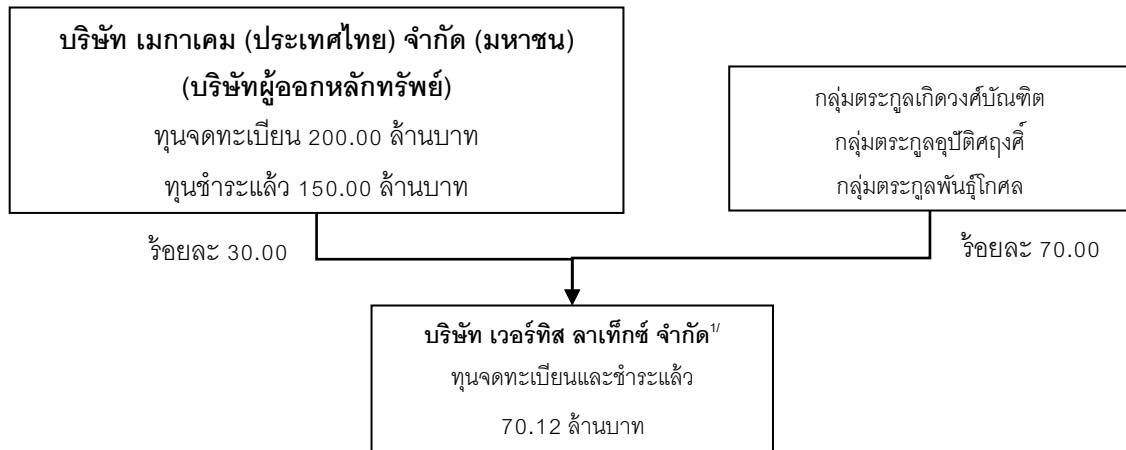 บริษัท เมกาเคม (ประเทศไทย) จำกัด (มหาชน)
(บริษัทผู้ออกหลักทรัพย์)
ทุนจดทะเบียน 200.00 ล้านบาท
ทุนชำระแล้ว 150.00 ล้านบาท
กลุ่มตระกูลเกิดวงศ์บัณฑิต
กลุ่มตระกูลอุปัติศฤงศิ์
กลุ่มตระกูลพันธุ์โกศล
ร้อยละ 30.00
ร้อยละ 70.00
บริษัท เวอร์ทิส ลาเท็กซ์ จำกัด1/
ทุนจดทะเบียนและชำระแล้ว
70.12 ล้านบาท